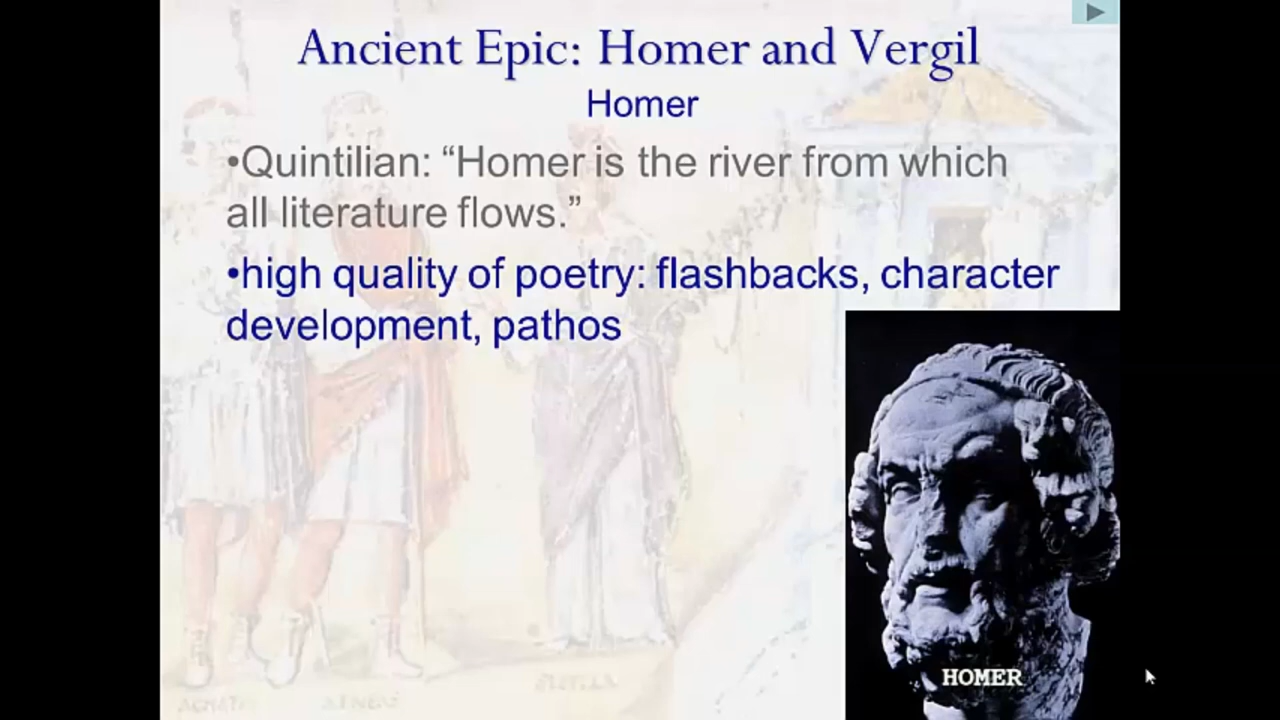 Ancient Epic: Homer and Vergil
Homer
•Quintilian: “Homer is the river from which
all literature flows.”
•high quality of poetry: flashbacks, character
development, pathos
HOMER